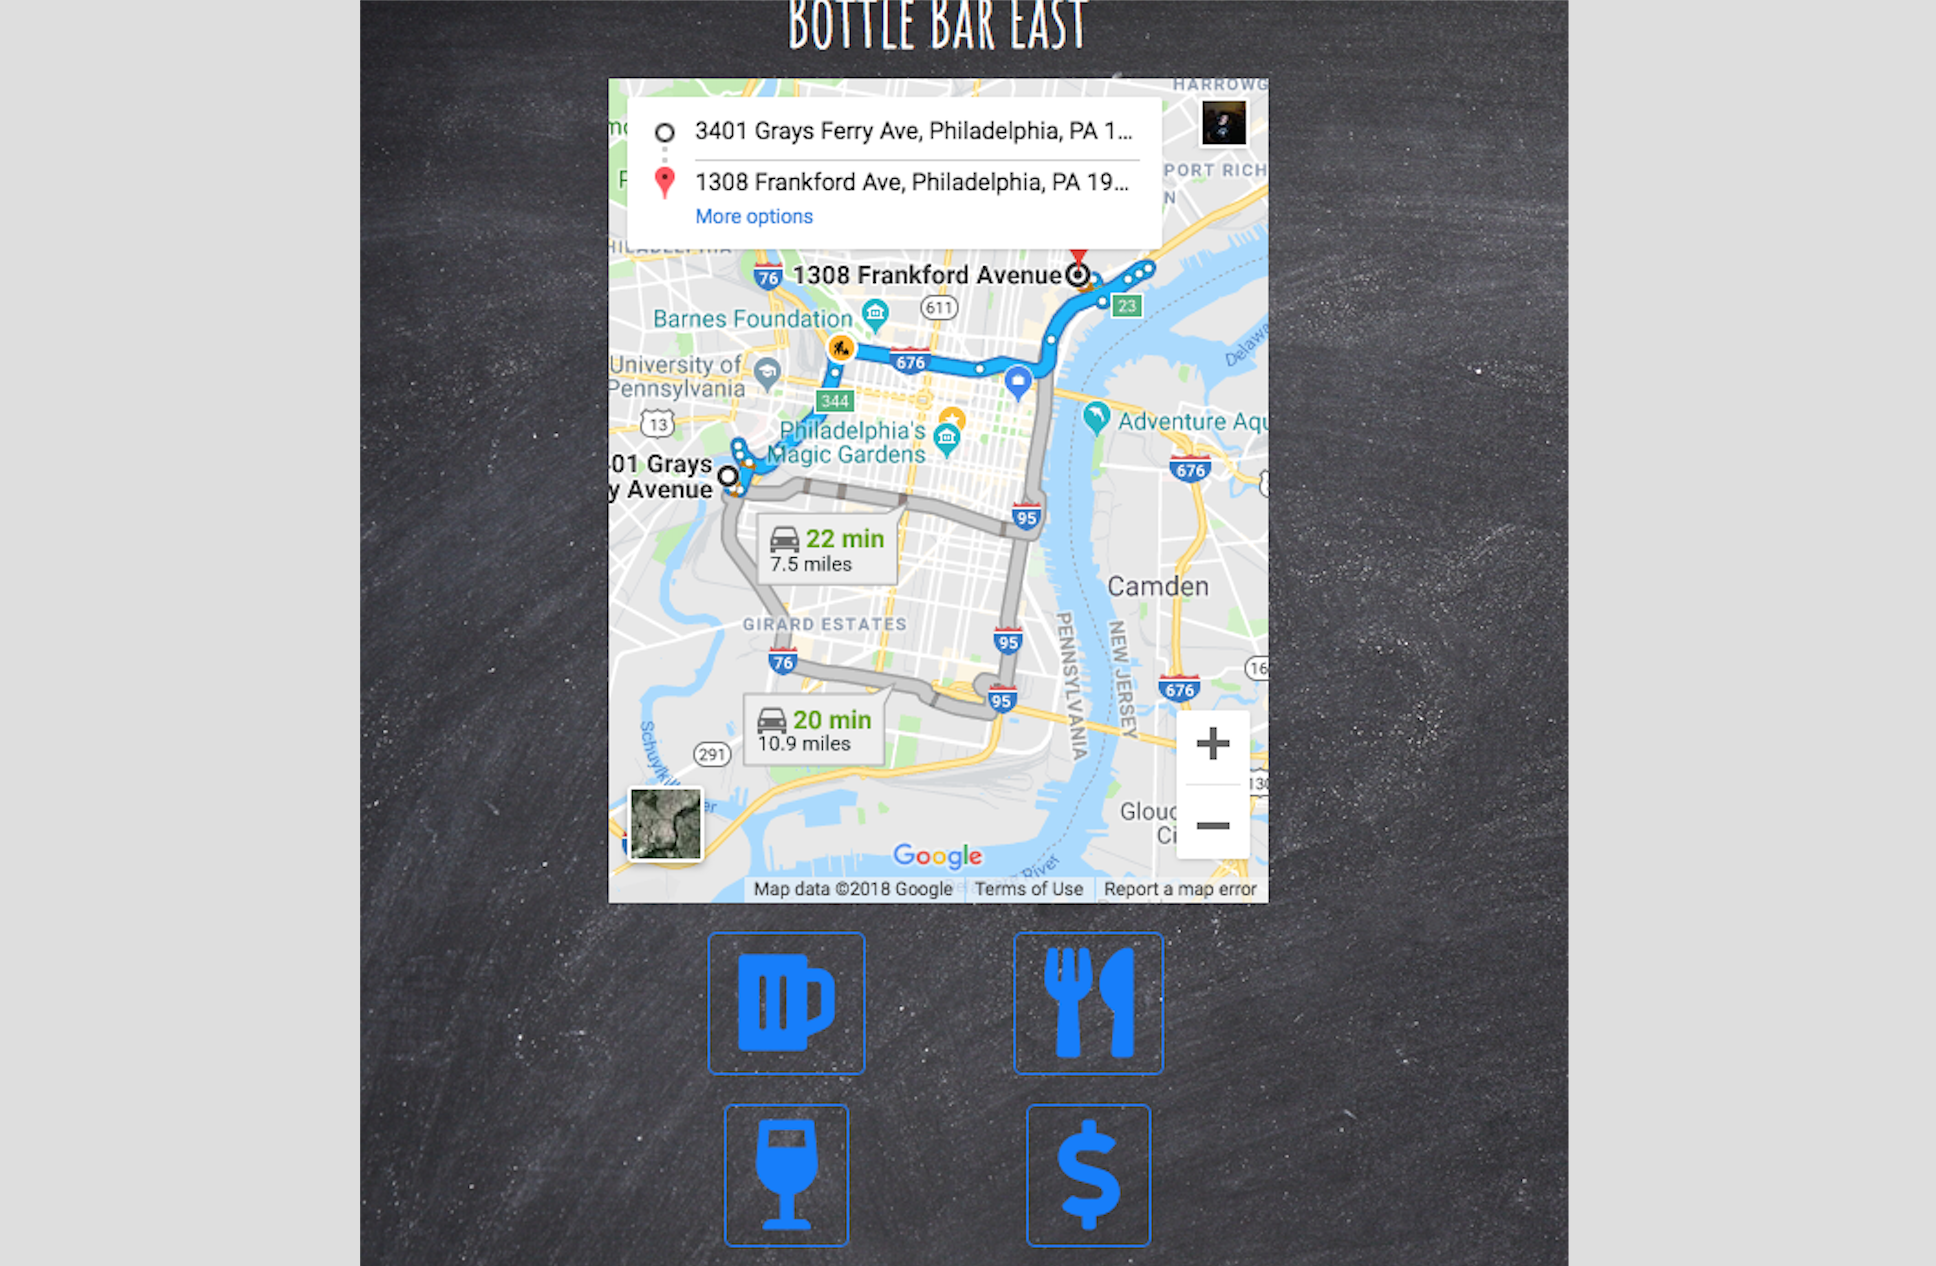 BOTTLE BAR EAST
HARROWG
3401 Grays Ferry Ave, Philadelphia, PA 1...
1308 Frankford Ave, Philadelphia, PA 19...
More options
PORT RICH
N
76
1308 Frankford Avenue
611
23
Barnes Foundation
676
University of
Pennsylvania
344
13
Philadelphia's
Magic Gardens
Adventure Aqu
676
01 Grays
y Avenue
95
22 min
7.5 miles
Camden
GIRARD ESTATES
95
76
PENNSYLVANIA
NEW JERSEY
16
676
95
20 min
10.9 miles
291
130
Glouc
Ci
Google
Map data ©2018 Google
Terms of Use
Report a map error